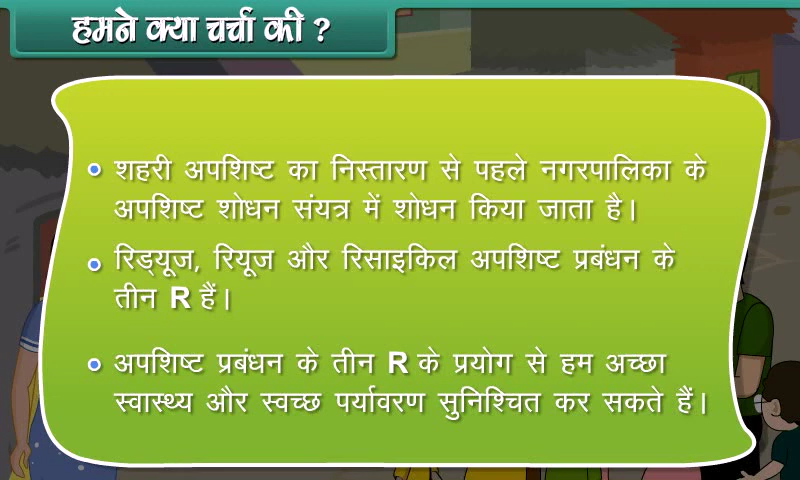 हमने क्या चर्चा की ?
शहरी अपशिष्ट का निस्तारण से पहले नगरपालिका के
अपशिष्ट शोधन संयत्र में शोधन किया जाता है।
रिड्यूज, रियूज और रिसाइकिल अपशिष्ट प्रबंधन के
तीन R हैं।
अपशिष्ट प्रबंधन के तीन R के प्रयोग से हम अच्छा
स्वास्थ्य और स्वच्छ पर्यावरण सुनिश्चित कर सकते हैं।